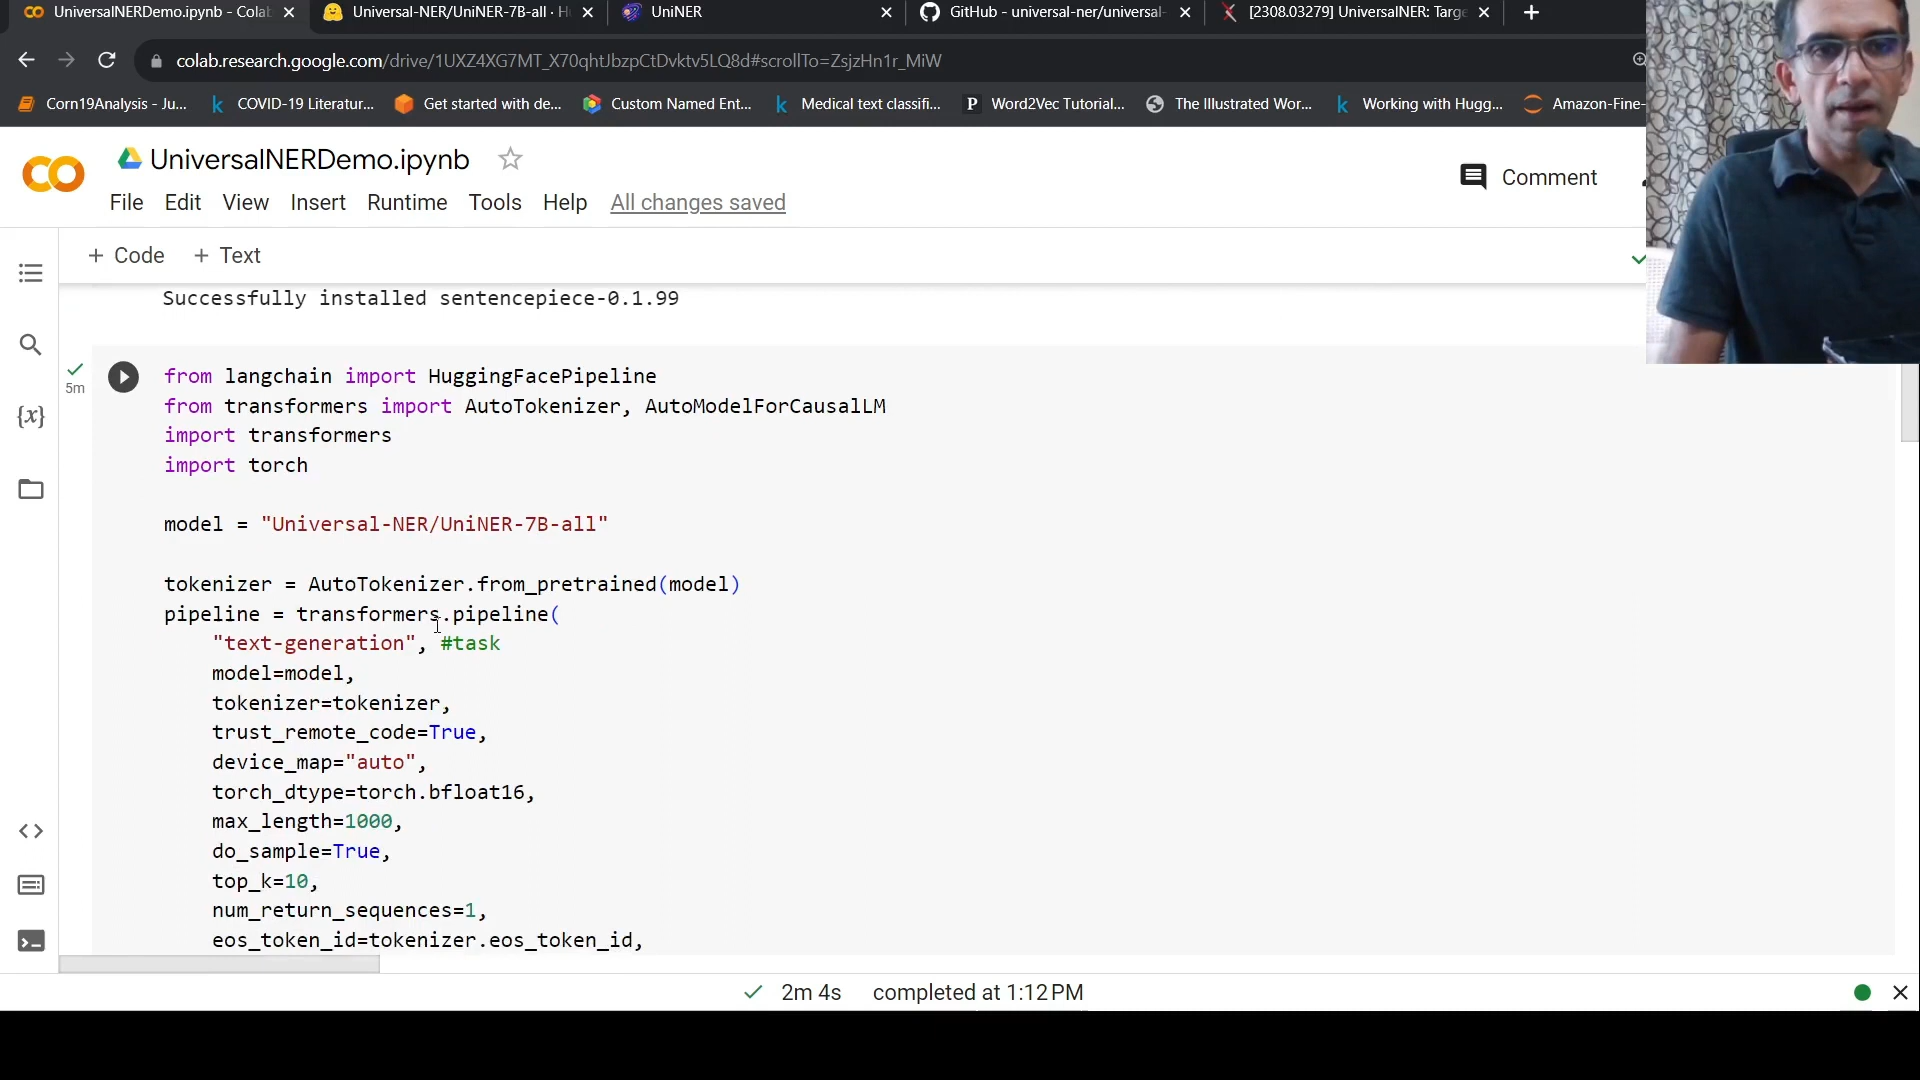 UniversalNERDemo.ipynb - Colab
Universal-NER/UniNER-7B-all · H
UniNER
GitHub - universal-ner/universal-
[2308.03279] UniversalNER: Targe
colab.research.google.com/drive/1UXZ4XG7MT_X70qhtJbzpCtDvktv5LQ8d#scrollTo=ZsjzHn1r_MiW
Corn19Analysis - Ju...
COVID-19 Literatur...
Get started with de...
Custom Named Ent...
Medical text classifi...
Word2Vec Tutorial...
The Illustrated Wor...
Working with Hugg...
Amazon-Fine-
UniversalNERDemo.ipynb
Comment
File Edit View Insert Runtime Tools Help All changes saved
+ Code + Text
Successfully installed sentencepiece-0.1.99
5m
from langchain import HuggingFacePipeline
from transformers import AutoTokenizer, AutoModelForCausalLM
import transformers
import torch
model = "Universal-NER/UniNER-7B-all"
tokenizer = AutoTokenizer.from_pretrained(model)
pipeline = transformers.pipeline(
"text-generation", #task
model=model,
tokenizer=tokenizer,
trust_remote_code=True,
device_map="auto",
torch_dtype=torch.bfloat16,
max_length=1000,
do_sample=True,
top_k=10,
num_return_sequences=1,
eos_token_id=tokenizer.eos_token_id,
2m 4s completed at 1:12 PM